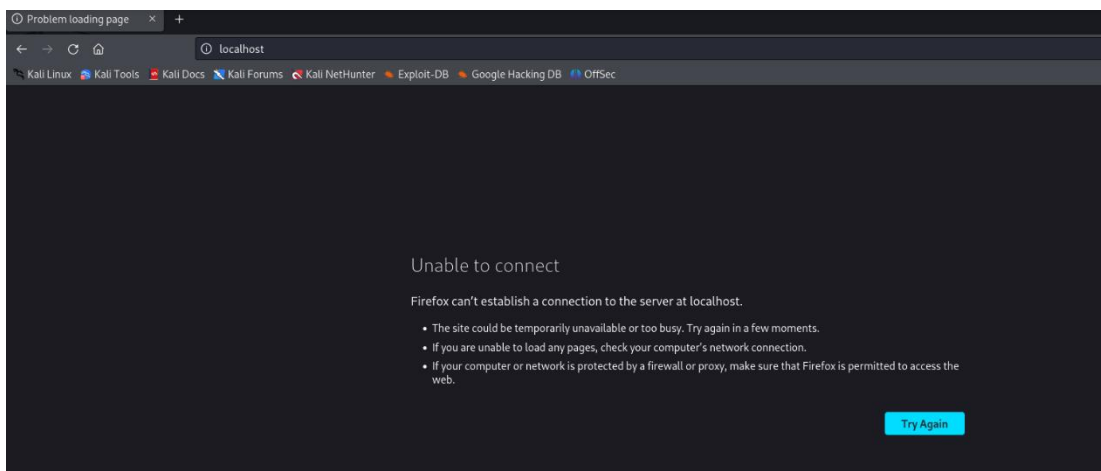 Problem loading page
localhost
Kali Linux Kali Tools Kali Docs Kali Forums Kali NetHunter Exploit-DB Google Hacking DB OffSec
Unable to connect
Firefox can’t establish a connection to the server at localhost.
• The site could be temporarily unavailable or too busy. Try again in a few moments.
• If you are unable to load any pages, check your computer’s network connection.
• If your computer or network is protected by a firewall or proxy, make sure that Firefox is permitted to access the
web.
Try Again